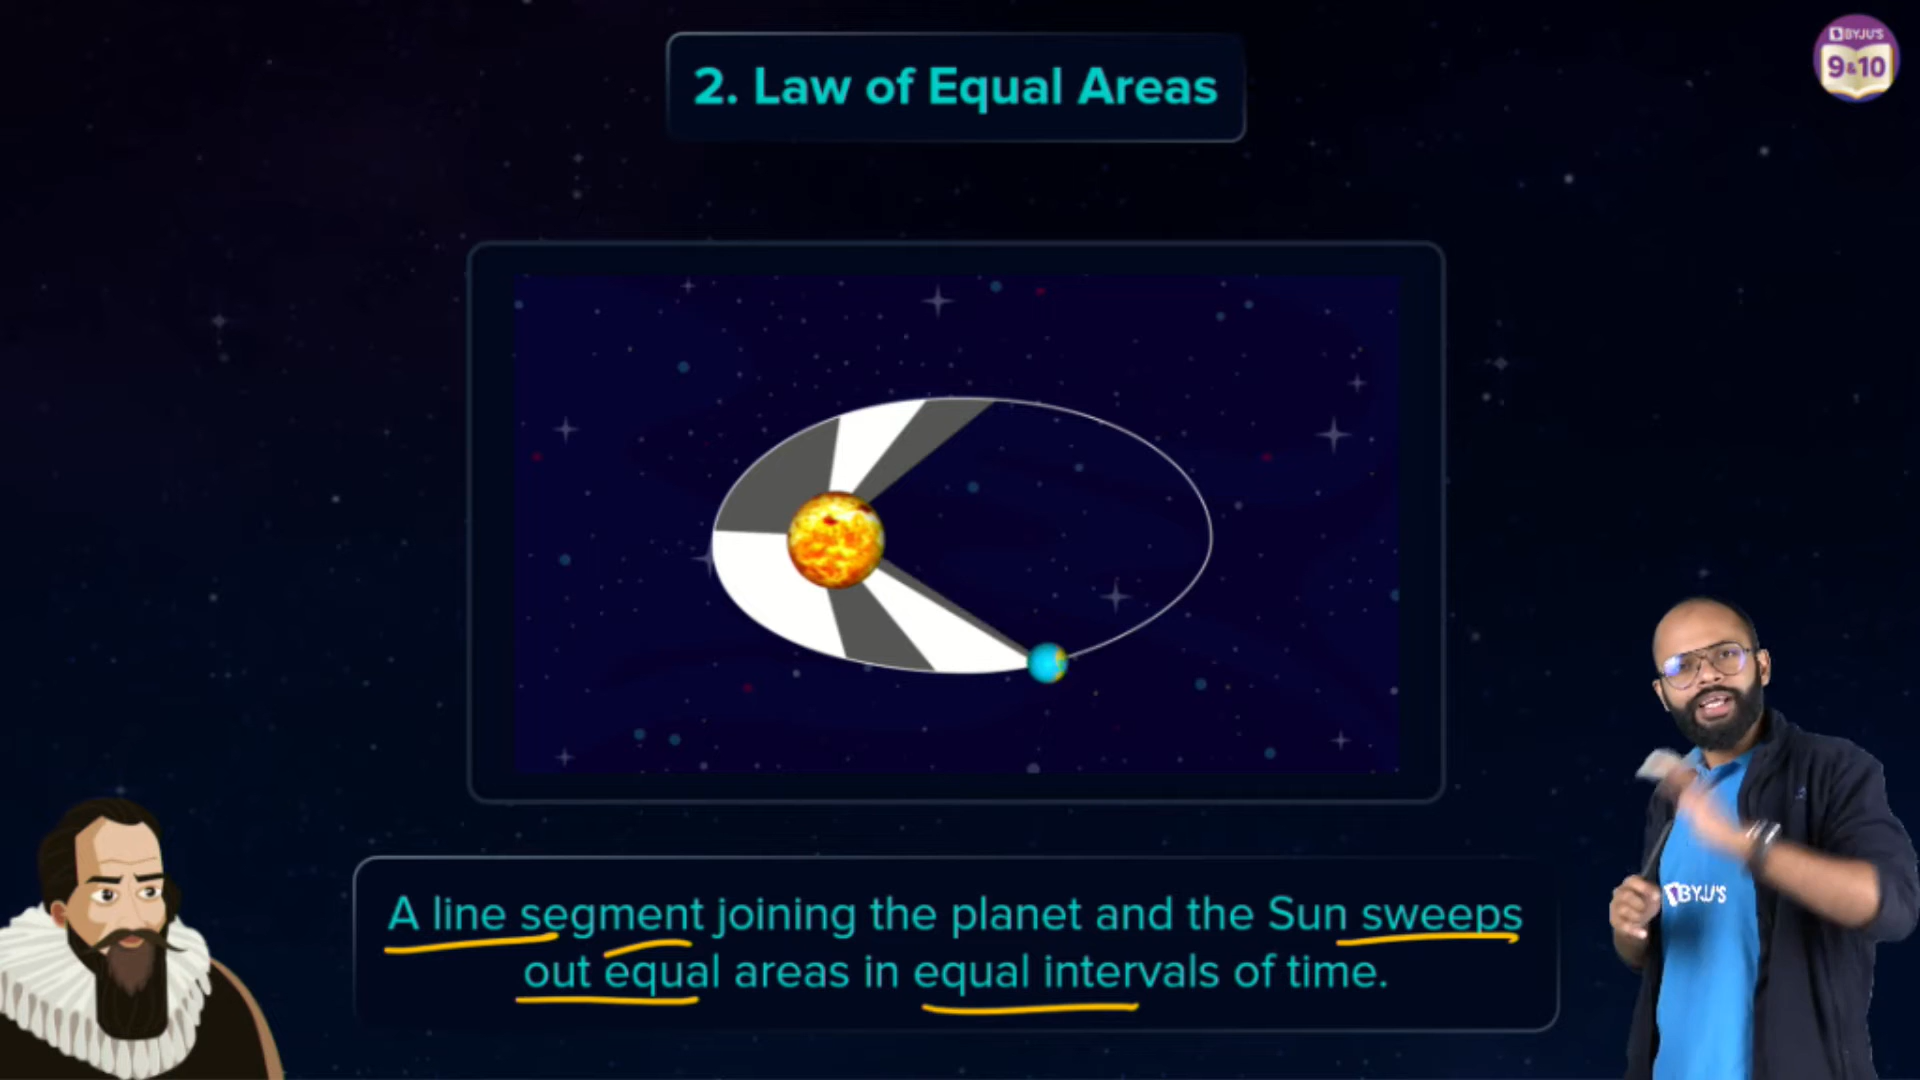 BYJU'S
9&10
2. Law of Equal Areas
A line segment joining the planet and the Sun sweeps
out equal areas in equal intervals of time.
BYJU'S